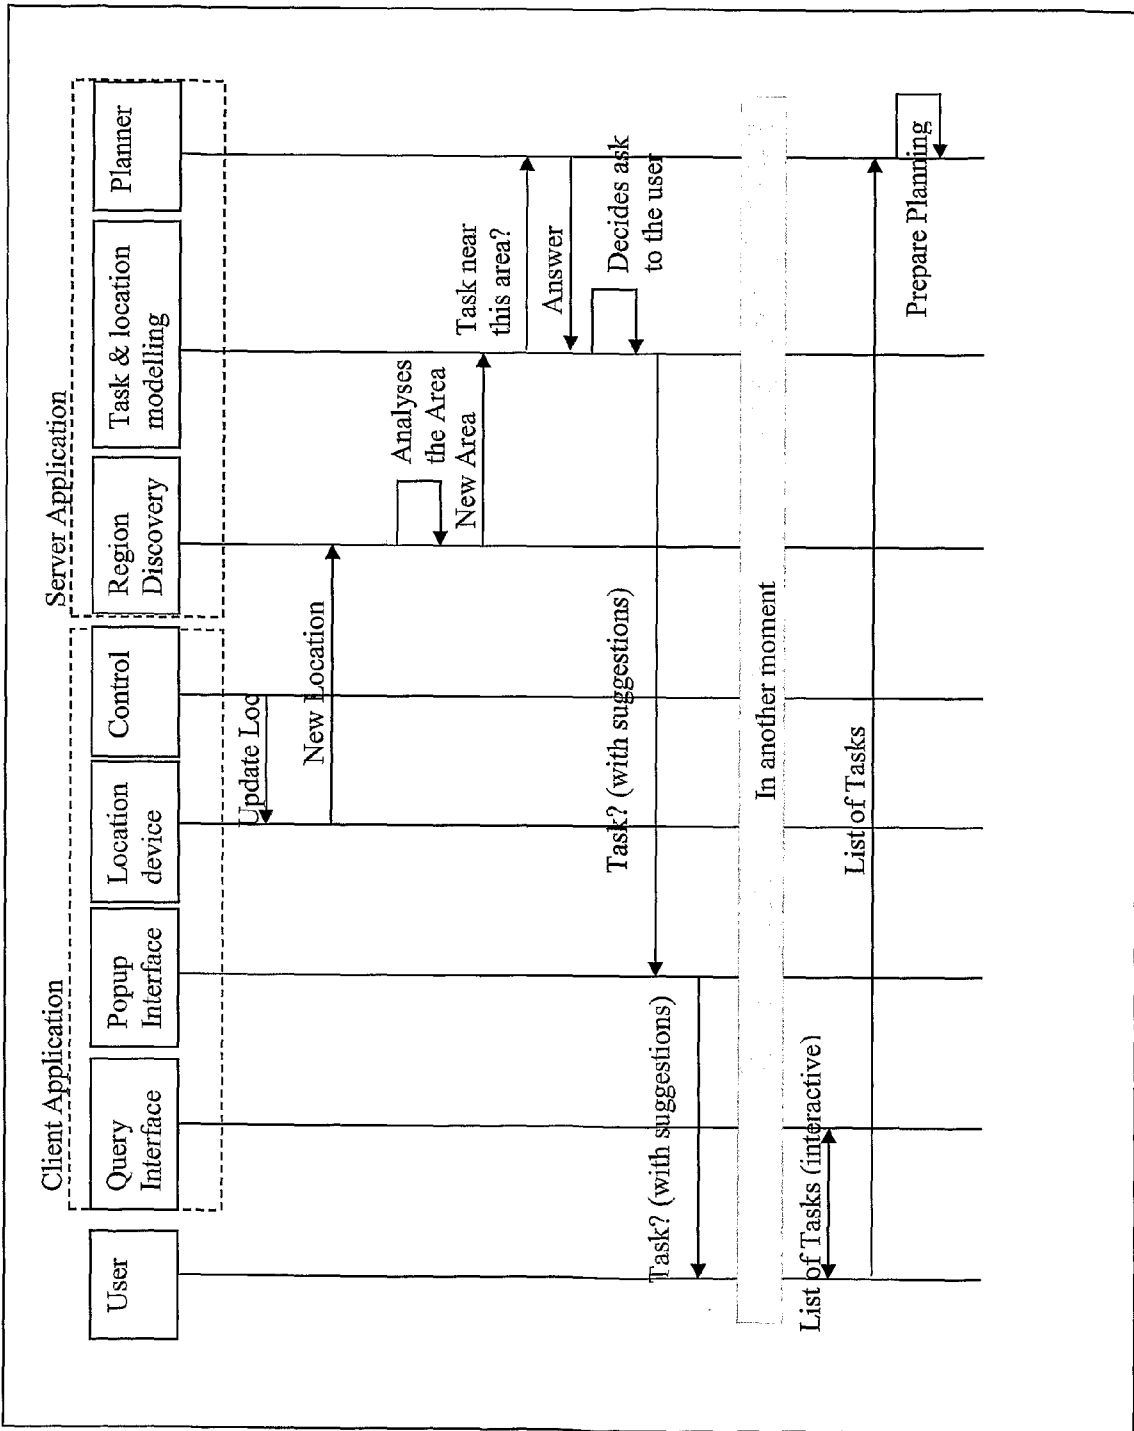 Client Application
Server Application
User
Query
Interface
Popup
Interface
Location
device
Control
Region
Discovery
Task & location
modelling
Planner
Update Loc
New Location
Analyses
the Area
New Area
Task near
this area?
Answer
Decides ask
to the user
Task? (with suggestions)
Task? (with suggestions)
In another moment
List of Tasks (interactive)
List of Tasks
Prepare Planning